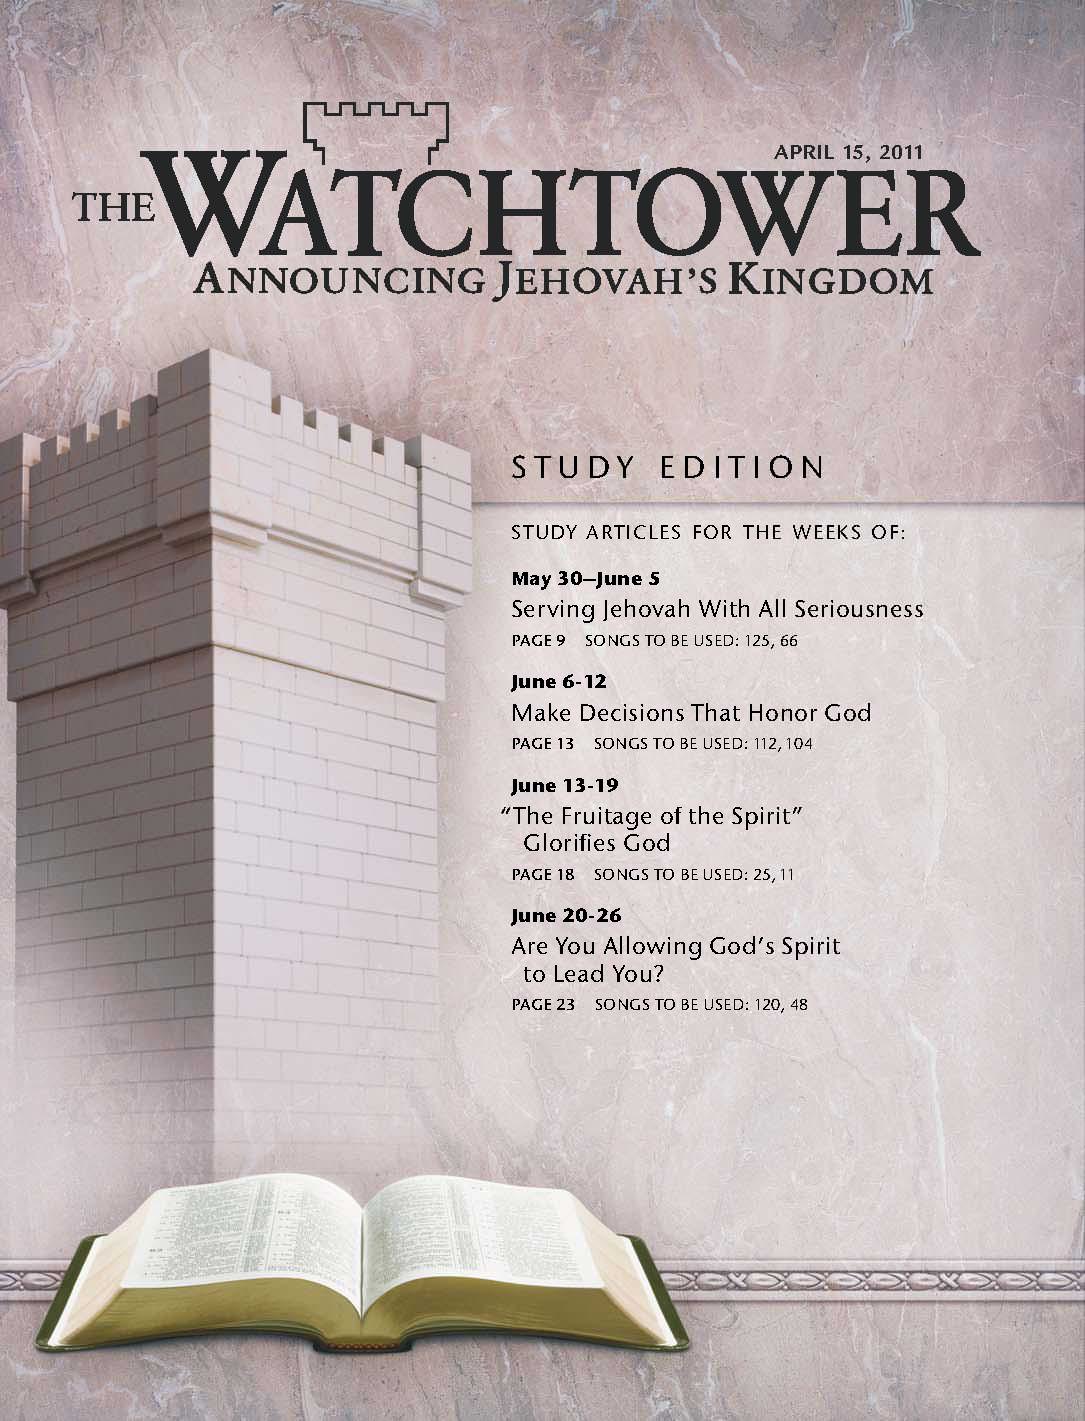 APRIL 15, 2011
THE WATCHTOWER
ANNOUNCING JEHOVAH'S KINGDOM
STUDY EDITION
STUDY ARTICLES FOR THE WEEKS OF:
May 30–June 5
Serving Jehovah With All Seriousness
PAGE 9 SONGS TO BE USED: 125, 66
June 6-12
Make Decisions That Honor God
PAGE 13 SONGS TO BE USED: 112, 104
June 13-19
“The Fruitage of the Spirit”
Glorifies God
PAGE 18 SONGS TO BE USED: 25, 11
June 20-26
Are You Allowing God's Spirit
to Lead You?
PAGE 23 SONGS TO BE USED: 120, 48